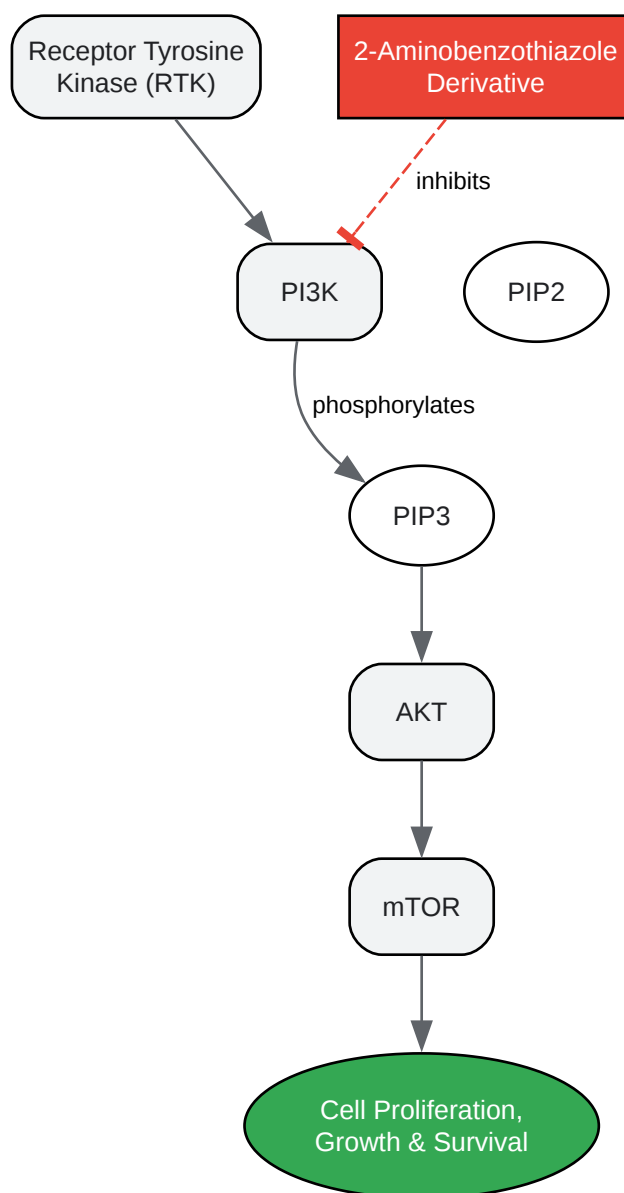 Receptor Tyrosine
Kinase (RTK)
2-Aminobenzothiazole
Derivative
inhibits
PI3K
PIP2
phosphorylates
PIP3
AKT
mTOR
Cell Proliferation,
Growth & Survival